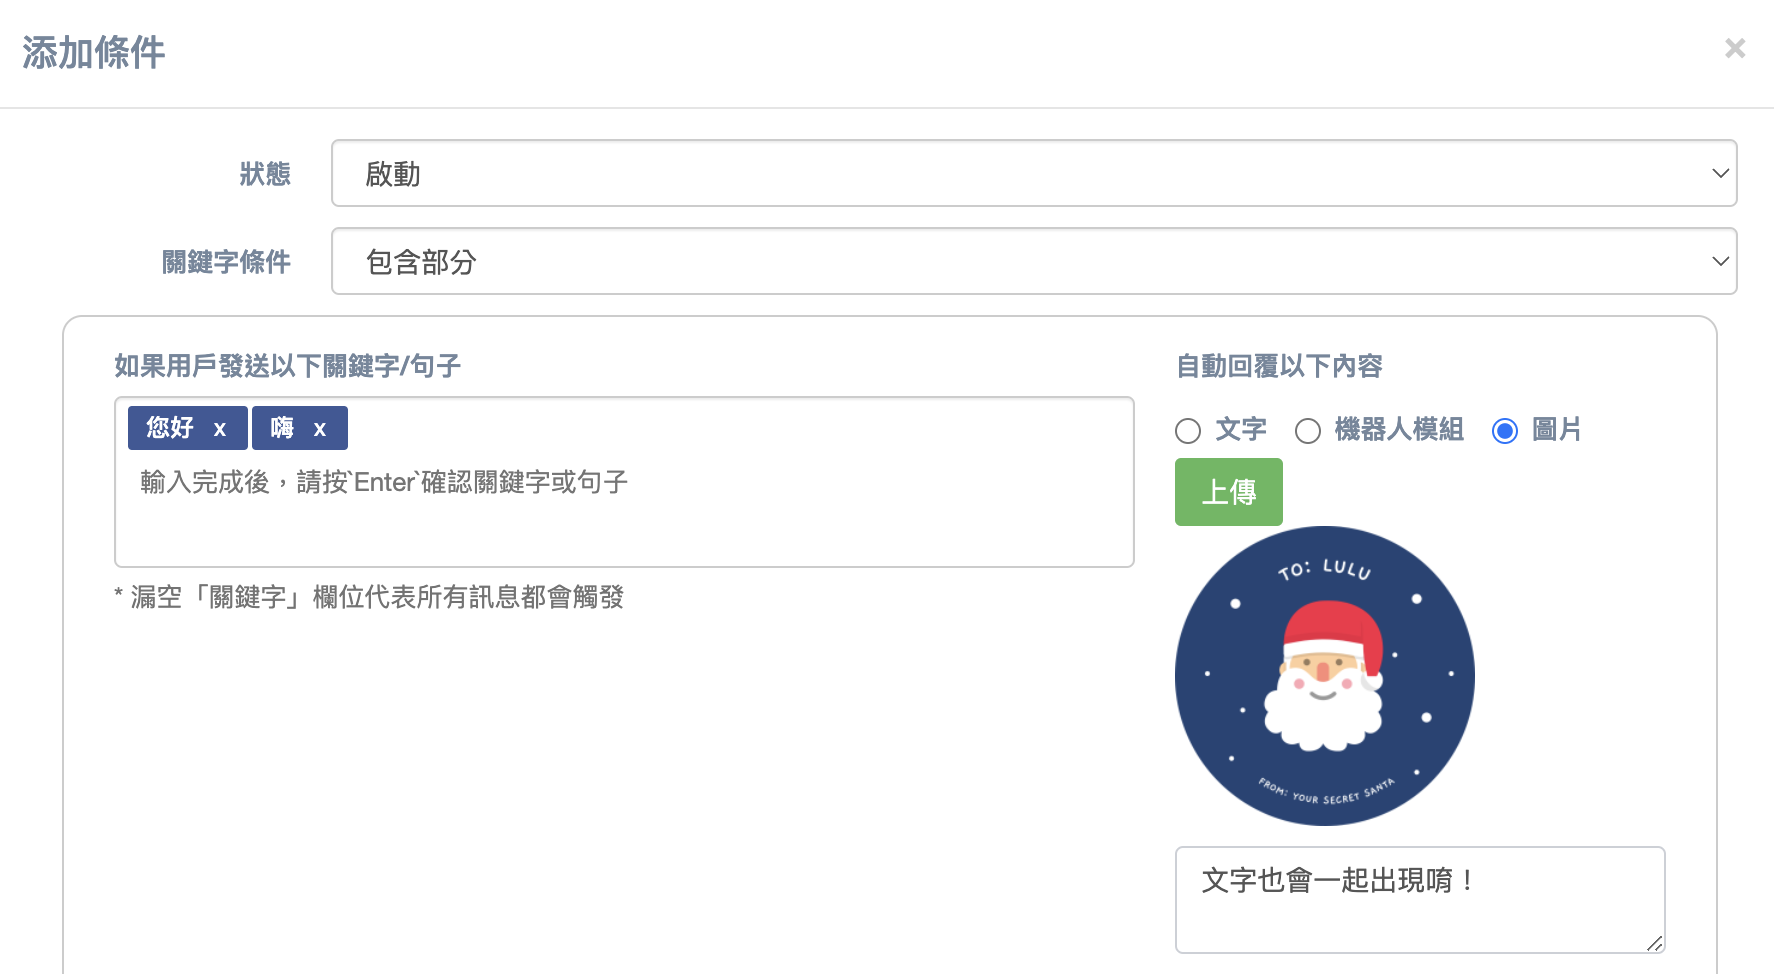 添加條件
×
狀態
啟動
關鍵字條件
包含部分
如果用戶發送以下關鍵字/句子
您好 x 嗨 x
輸入完成後，請按`Enter`確認關鍵字或句子
* 漏空「關鍵字」欄位代表所有訊息都會觸發
自動回覆以下內容
文字 機器人模組 圖片
上傳
TO: LULU
FROM: YOUR SECRET SANTA
文字也會一起出現唷！